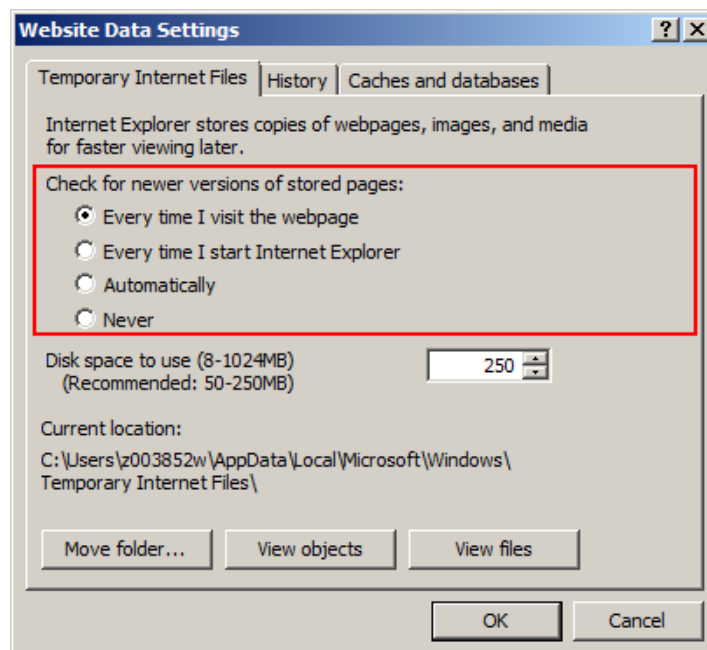 Website Data Settings
Temporary Internet Files History Caches and databases
Internet Explorer stores copies of webpages, images, and media
for faster viewing later.
Check for newer versions of stored pages:
Every time I visit the webpage
Every time I start Internet Explorer
Automatically
Never
Disk space to use (8-1024MB) 250
(Recommended: 50-250MB)
Current location:
C:\Users\z003852w\AppData\Local\Microsoft\Windows\
Temporary Internet Files\
Move folder... View objects View files
OK Cancel